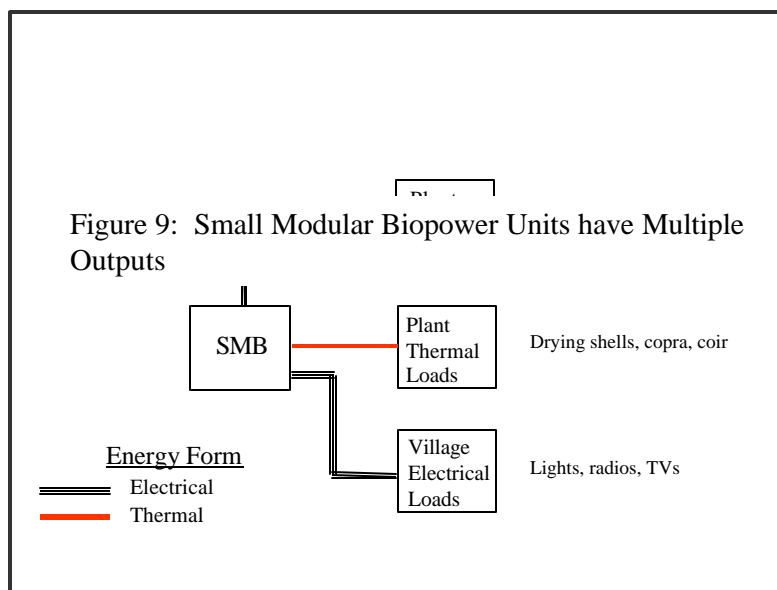 Figure 9: Small Modular Biopower Units have Multiple
Outputs
SMB
Plant
Thermal
Loads
Drying shells, copra, coir
Village
Electrical
Loads
Lights, radios, TVs
Energy Form
Electrical
Thermal